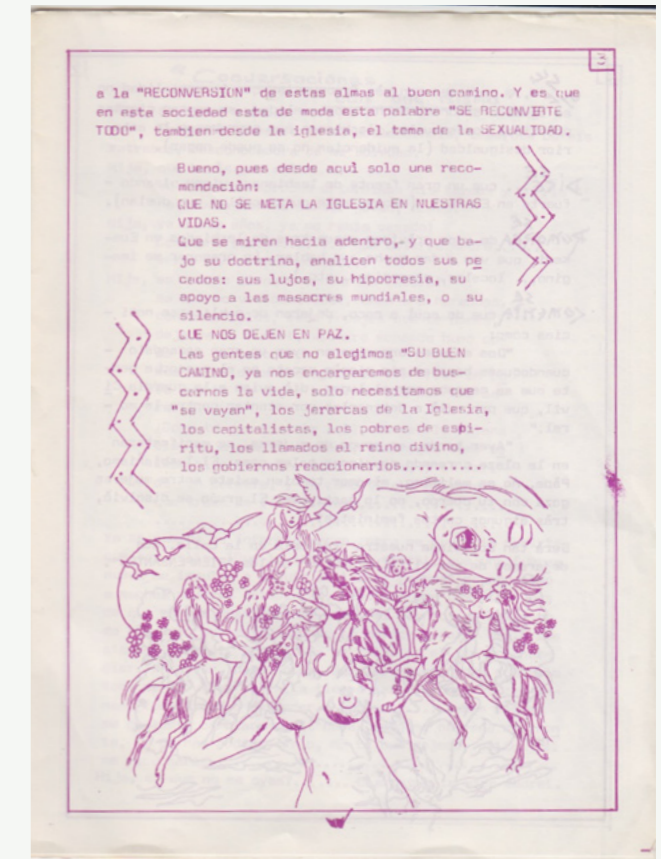 3
a la "RECONVERSION" de estas almas al buen camino. Y es que
en esta sociedad esta de moda esta palabra "SE RECONVIERTE
TODO", tambien desde la iglesia, el tema de la SEXUALIDAD.
Bueno, pues desde aquí solo una reco-
mendaciòn:
QUE NO SE META LA IGLESIA EN NUESTRAS
VIDAS.
Que se miren hacia adentro, y que ba-
jo su doctrina, analicen todos sus pe
cados: sus lujos, su hipocresia, su
apoyo a las masacres mundiales, o su
silencio.
QUE NOS DEJEN EN PAZ.
Las gentes que no alegimos "SU BUEN
CAMINO, ya nos encargaremos de bus-
carnos la vida, solo necesitamos que
"se vayan", los jerarcas de la Iglesia,
los capitalistas, los pobres de espi-
ritu, los llamados al reino divino,
los gobiernos reaccionarios..........